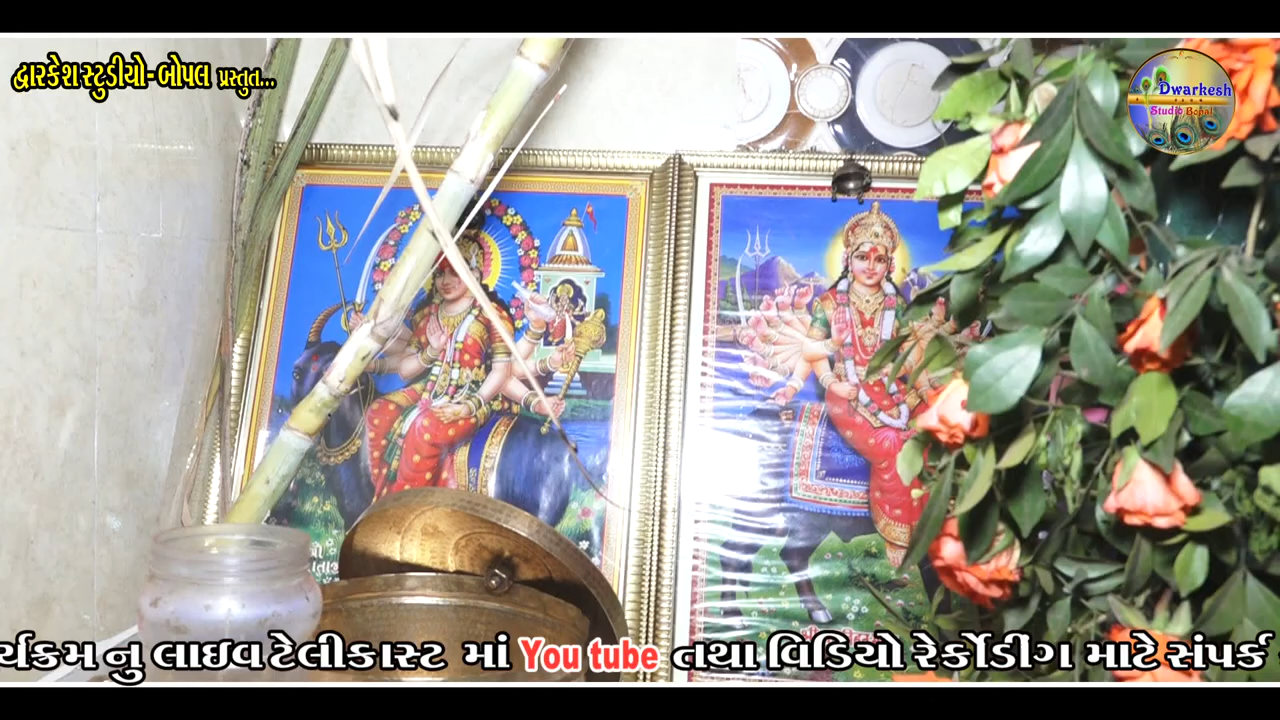 દ્વારકેશ સ્ટુડીયો-બોપલ પ્રસ્તુત...
Dwarkesh
Studio Bopal
ર્યક્રમ નુ લાઇવ ટેલીકાસ્ટ માં You tube તથા વિડિયો રેર્કોડીંગ માટે સંપર્ક